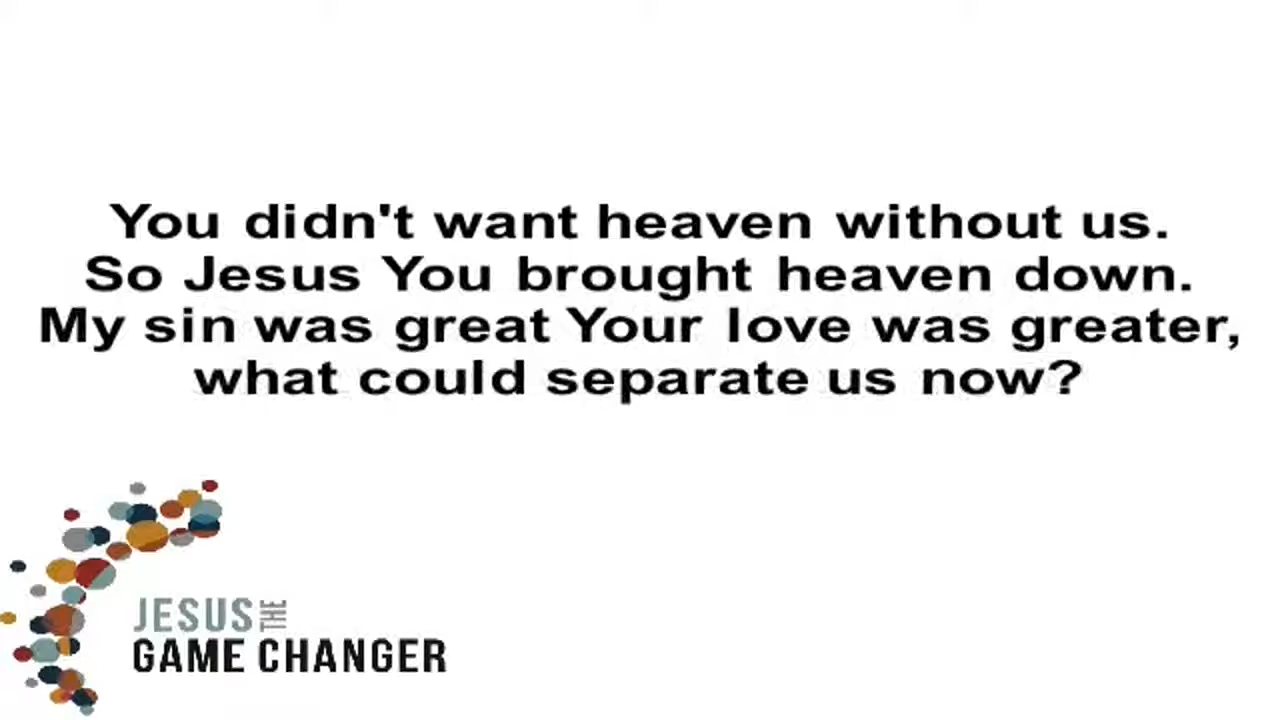 You didn't want heaven without us.
So Jesus You brought heaven down.
My sin was great Your love was greater,
what could separate us now?
JESUS THE
GAME CHANGER